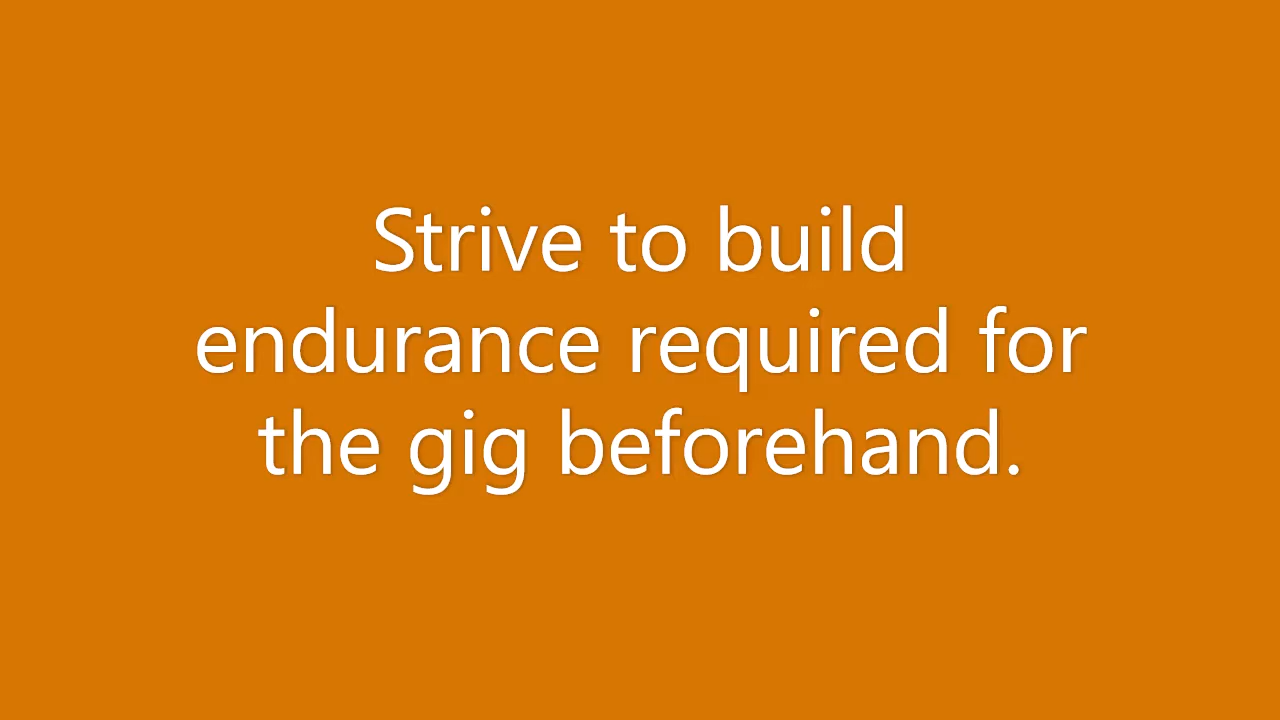 Strive to build
endurance required for
the gig beforehand.